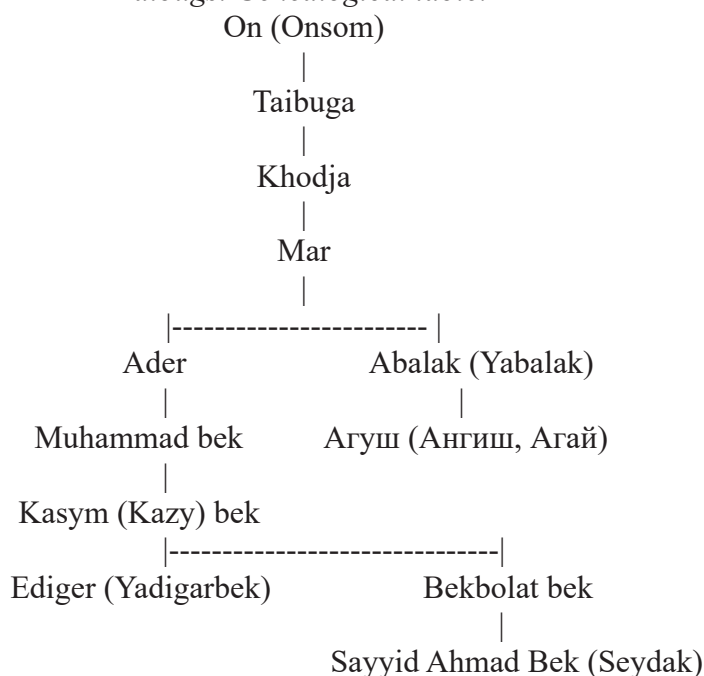 On (Onsom)
|
Taibuga
|
Khodja
|
Mar
|
|------------------------ |
Ader Abalak (Yabalak)
| |
Muhammad bek Агуш (Ангиш, Агай)
|
Kasym (Kazy) bek
|-------------------------------|
Ediger (Yadigarbek) Bekbolat bek
|
Sayyid Ahmad Bek (Seydak)